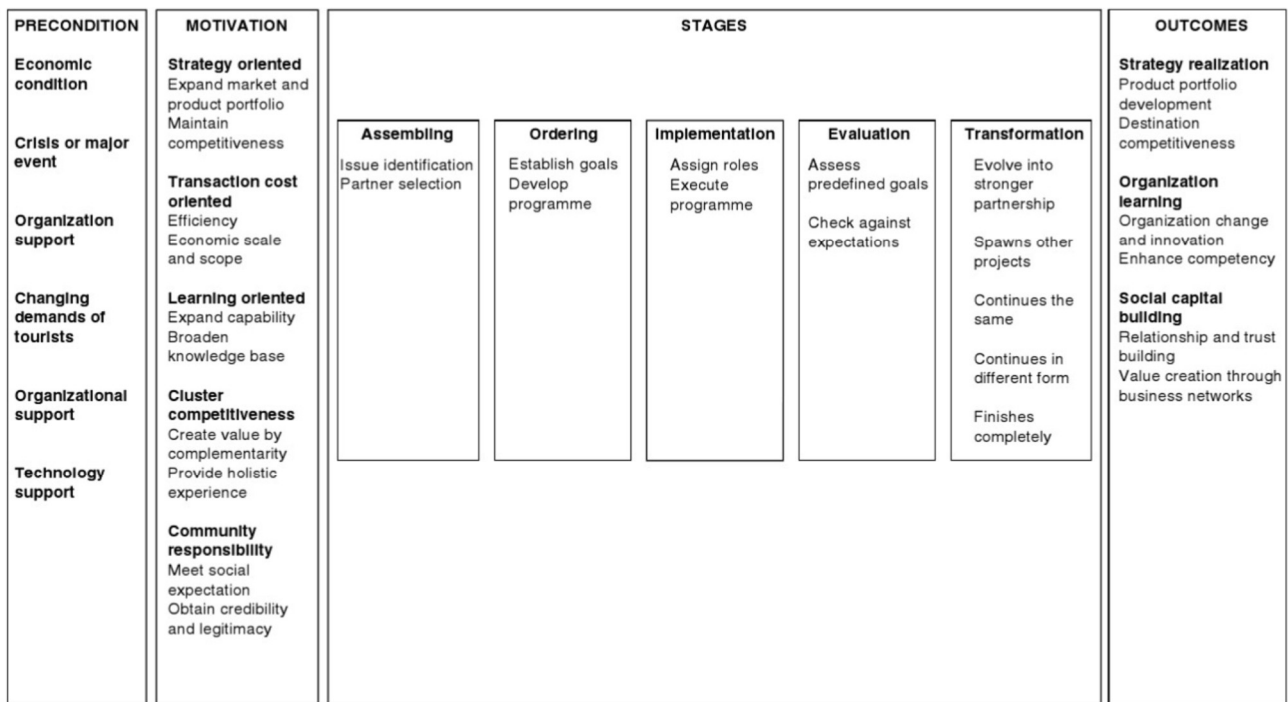 PRECONDITION
Economic
condition
Crisis or major
event
Organization
support
Changing
demands of
tourists
Organizational
support
Technology
support
MOTIVATION
Strategy oriented
Expand market and
product portfolio
Maintain
competitiveness
Transaction cost
oriented
Efficiency
Economic scale
and scope
Learning oriented
Expand capability
Broaden
knowledge base
Cluster
competitiveness
Create value by
complementarity
Provide holistic
experience
Community
responsibility
Meet social
expectation
Obtain credibility
and legitimacy
STAGES
Assembling
Issue identification
Partner selection
Ordering
Establish goals
Develop
programme
Implementation
Assign roles
Execute
programme
Evaluation
Assess
predefined goals
Check against
expectations
Transformation
Evolve into
stronger
partnership
Spawns other
projects
Continues the
same
Continues in
different form
Finishes
completely
OUTCOMES
Strategy realization
Product portfolio
development
Destination
competitiveness
Organization
learning
Organization change
and innovation
Enhance competency
Social capital
building
Relationship and trust
building
Value creation through
business networks